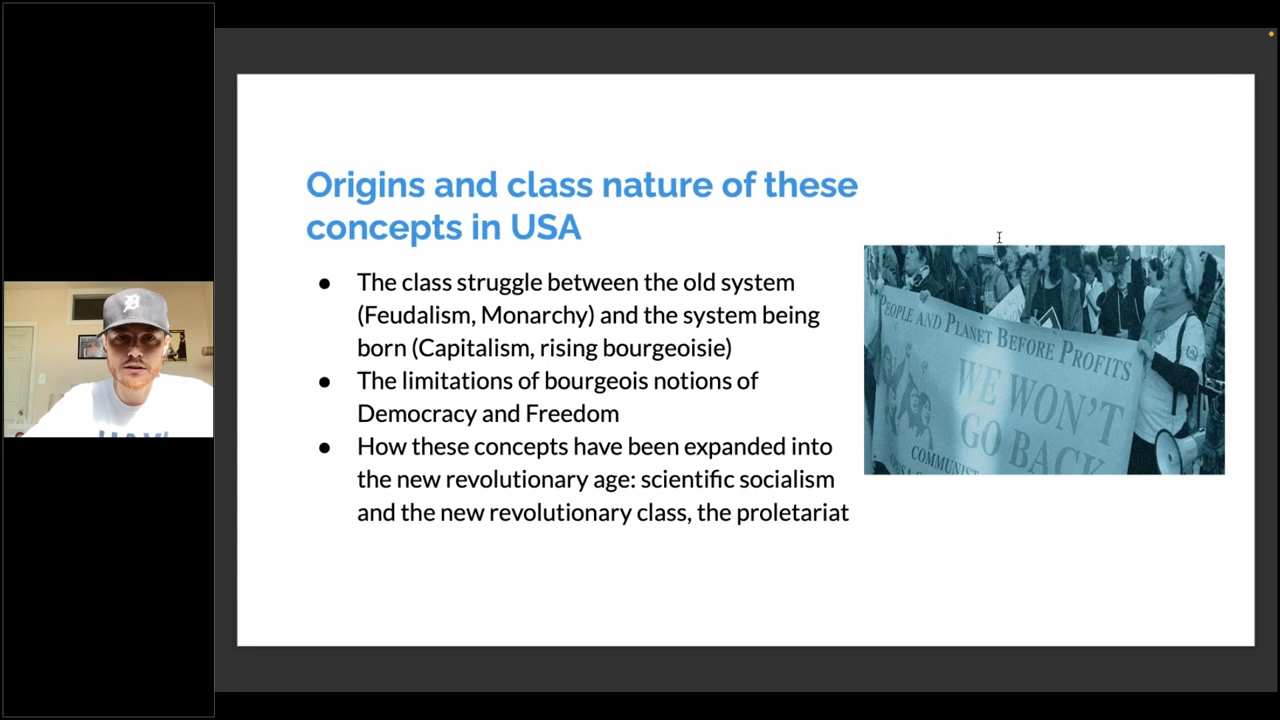 Origins and class nature of these
concepts in USA
● The class struggle between the old system
(Feudalism, Monarchy) and the system being
born (Capitalism, rising bourgeoisie)
● The limitations of bourgeois notions of
Democracy and Freedom
● How these concepts have been expanded into
the new revolutionary age: scientific socialism
and the new revolutionary class, the proletariat
PEOPLE AND PLANET BEFORE PROFITS
WE WON'T
GO BACK
COMMUNIST